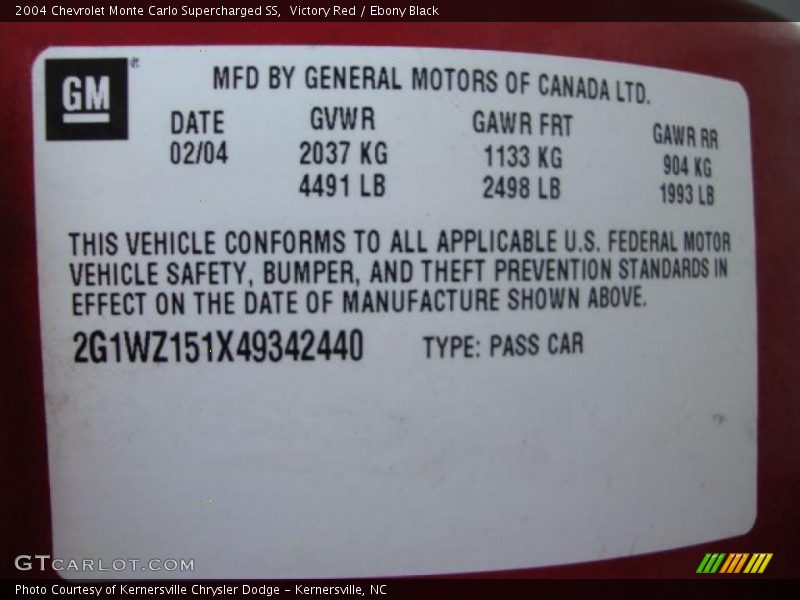 2004 Chevrolet Monte Carlo Supercharged SS,  Victory Red / Ebony Black
GM ®
MFD BY GENERAL MOTORS OF CANADA LTD.
DATE GVWR GAWR FRT GAWR RR
02/04 2037 KG 1133 KG 904 KG
4491 LB 2498 LB 1993 LB
THIS VEHICLE CONFORMS TO ALL APPLICABLE U.S. FEDERAL MOTOR
VEHICLE SAFETY, BUMPER, AND THEFT PREVENTION STANDARDS IN
EFFECT ON THE DATE OF MANUFACTURE SHOWN ABOVE.
2G1WZ151X49342440 TYPE: PASS CAR
GTCARLOT.COM
Photo Courtesy of Kernersville Chrysler Dodge – Kernersville, NC